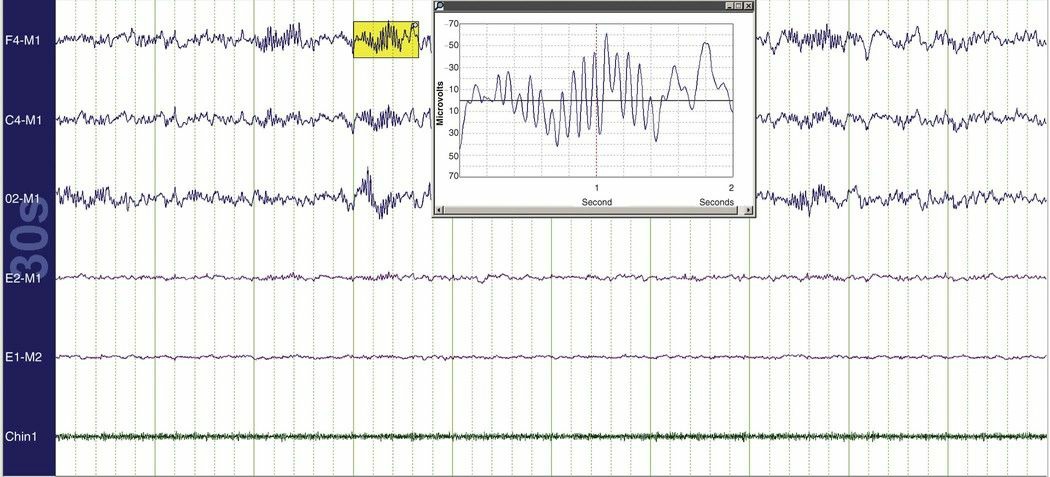 F4-M1
C4-M1
02-M1
E2-M1
E1-M2
Chin1
30s
Microvolts
-70
-50
-30
-10
10
30
50
70
1
2
Second
Seconds